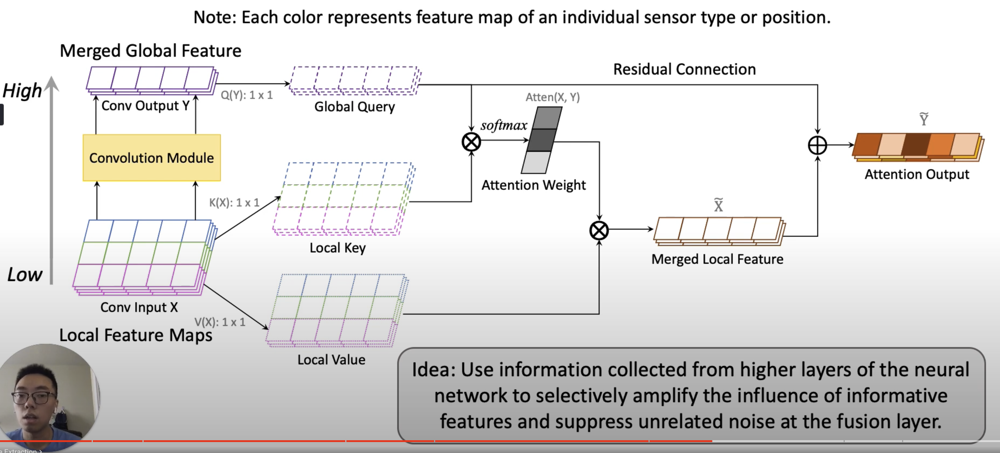 Note: Each color represents feature map of an individual sensor type or position.
Merged Global Feature
High
Conv Output Y
Q(Y): 1 x 1
Global Query
Residual Connection
Atten(X, Y)
softmax
Attention Weight
Ỹ
Attention Output
Convolution Module
K(X): 1 x 1
Local Key
X̃
Merged Local Feature
Low
Conv Input X
V(X): 1 x 1
Local Feature Maps
Local Value
Idea: Use information collected from higher layers of the neural
network to selectively amplify the influence of informative
features and suppress unrelated noise at the fusion layer.
e Extraction >